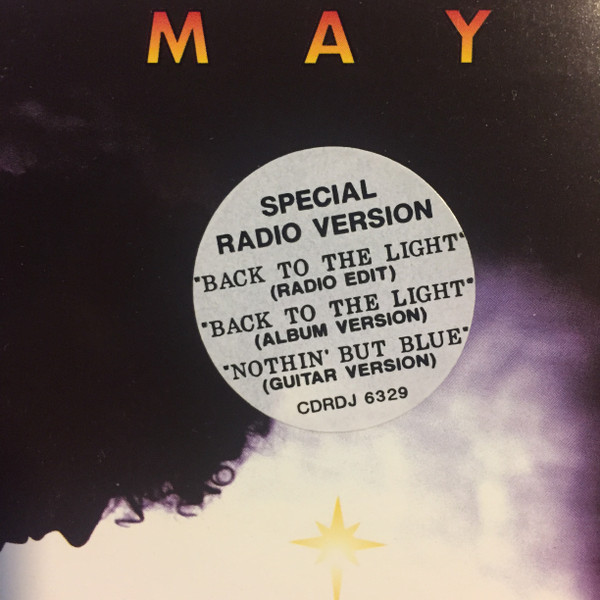 MAY
SPECIAL
RADIO VERSION
"BACK TO THE LIGHT"
(RADIO EDIT)
"BACK TO THE LIGHT"
(ALBUM VERSION)
"NOTHIN' BUT BLUE"
(GUITAR VERSION)
CDRDJ 6329